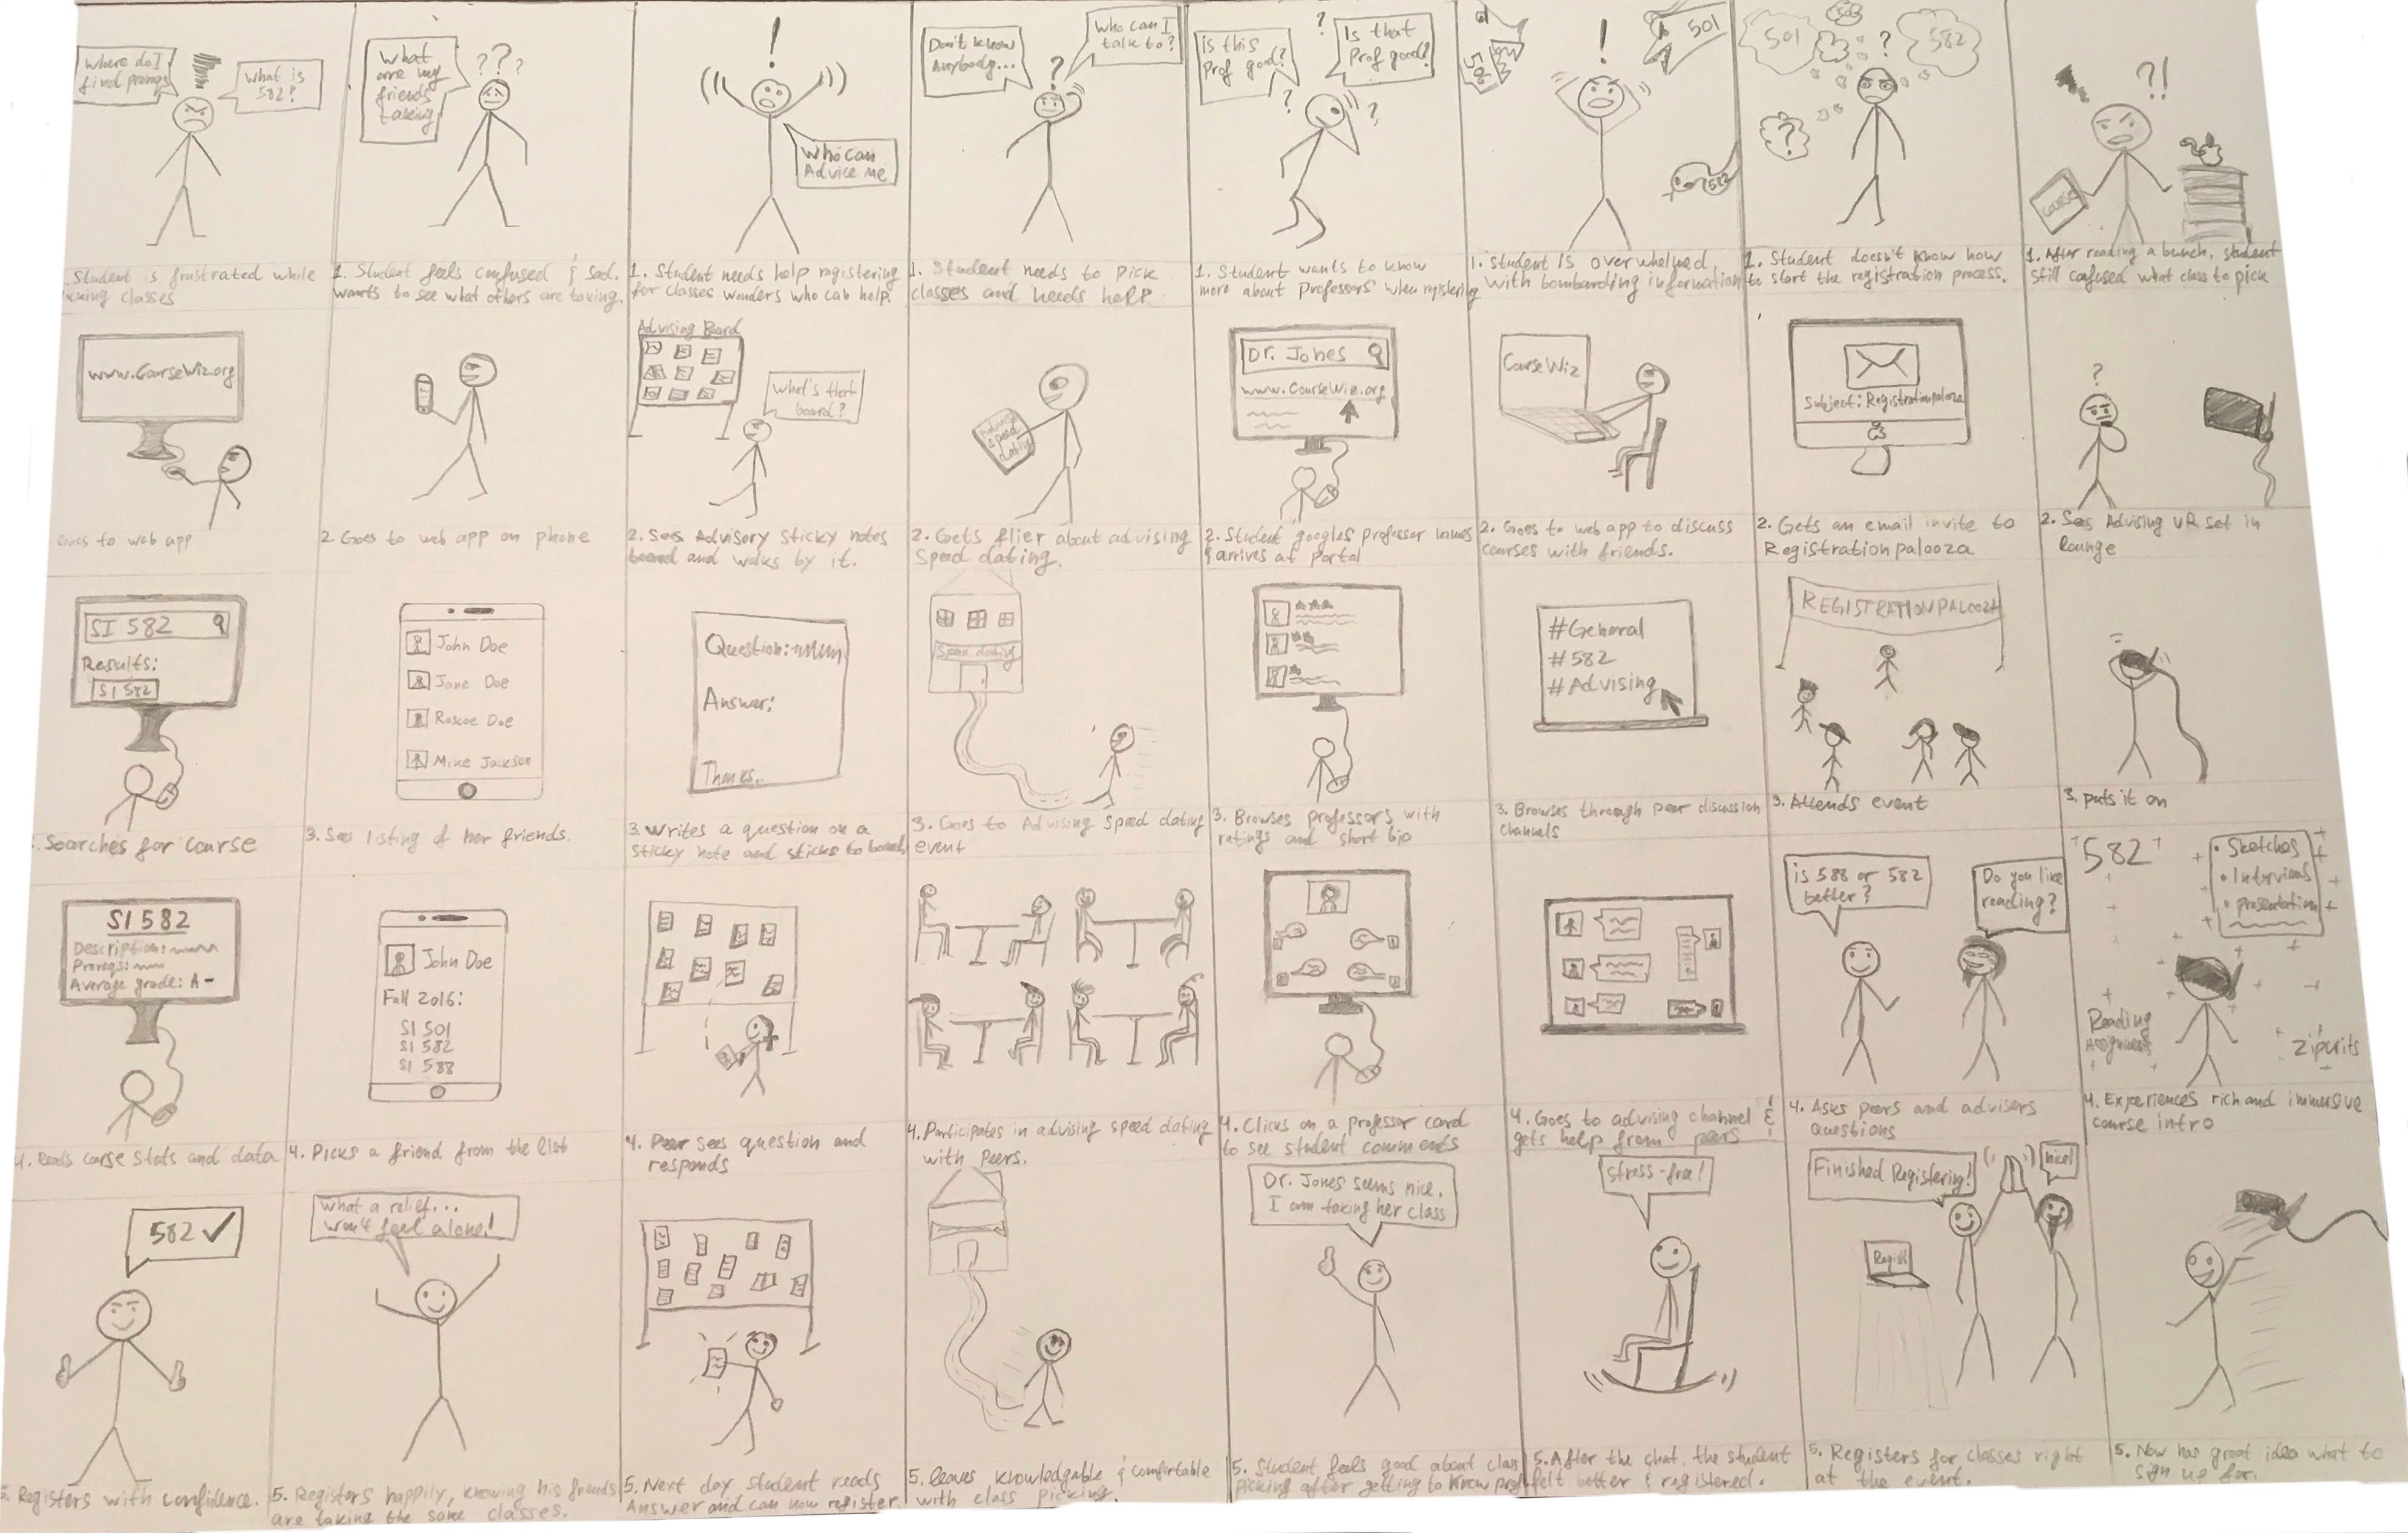 Where do I
find prereqs
What is
582?
. Student is frustrated while
picking classes
What
are my
friends
taking
???
1. Student feels confused & sad.
wants to see what others are taking.
!
Who can
Advice me
1. Student needs help registering
for classes wonders who can help.
Don't know
Anybody...
Who can I
talk to?
?
1. Student needs to pick
classes and needs help
is this
Prof good?
?
Is that
Prof good?
?
?
1. Student wants to know
more about professors when registering
!
501
582
1. Student is overwhelmed
with bombarding information
501
?
582
?
1. Student doesn't know how
to start the registration process.
?!
COURSES
1. After reading a bunch, student
still confused what class to pick
www.CourseWiz.org
. Goes to web app
2. Goes to web app on phone
Advising Board
What's that
board?
2. Sees Advisory sticky notes
board and walks by it.
Advising
Speed
dating
2. Gets flier about advising
Speed dating.
Dr. Jones
www.CourseWiz.org
2. Student googles professor names
& arrives at portal
CourseWiz
2. Goes to web app to discuss
courses with friends.
Subject: Registrationpalooza
2. Gets an email invite to
Registrationpalooza
?
2. Sees Advising VR set in
lounge
SI 582
Results:
SI 582
. Searches for course
John Doe
Jane Doe
Roscoe Doe
Mike Jackson
3. Sees listing of her friends.
Question:
Answer:
Thanks..
3. Writes a question on a
sticky note and sticks to board
Speed dating
3. Goes to Advising speed dating
event
3. Browses professors with
ratings and short bio
#General
#582
#Advising
3. Browses through peer discussion
channels
REGISTRATIONPALOOZA
3. Attends event
3. puts it on
SI 582
Description:
Prereqs:
Average grade: A-
4. Reads course stats and data
John Doe
Fall 2016:
SI 501
SI 582
SI 588
4. Picks a friend from the list
4. Peer sees question and
responds
4. Participates in advising speed dating
with peers.
4. Clicks on a professor card
to see student comments
4. Goes to advising channel &
gets help from peers
is 588 or 582
better?
Do you like
reading?
4. Asks peers and advisers
questions
582
• Sketches
• Interviews
• presentation
Reading
Assignments
Zipcrits
4. Experiences rich and immersive
course intro
582 ✓
5. Registers with confidence.
What a relief...
won't feel alone!
5. Registers happily, knowing his friends
are taking the same classes.
5. Next day student reads
Answer and can now register.
5. leaves knowledgable & comfortable
with class picking.
Dr. Jones seems nice.
I am taking her class
5. Student feels good about class
picking after getting to know prof
Stress-free!
5. After the chat, the student
felt better & registered.
Finished Registering!
nice!
5. Registers for classes right
at the event.
5. Now has great idea what to
sign up for.